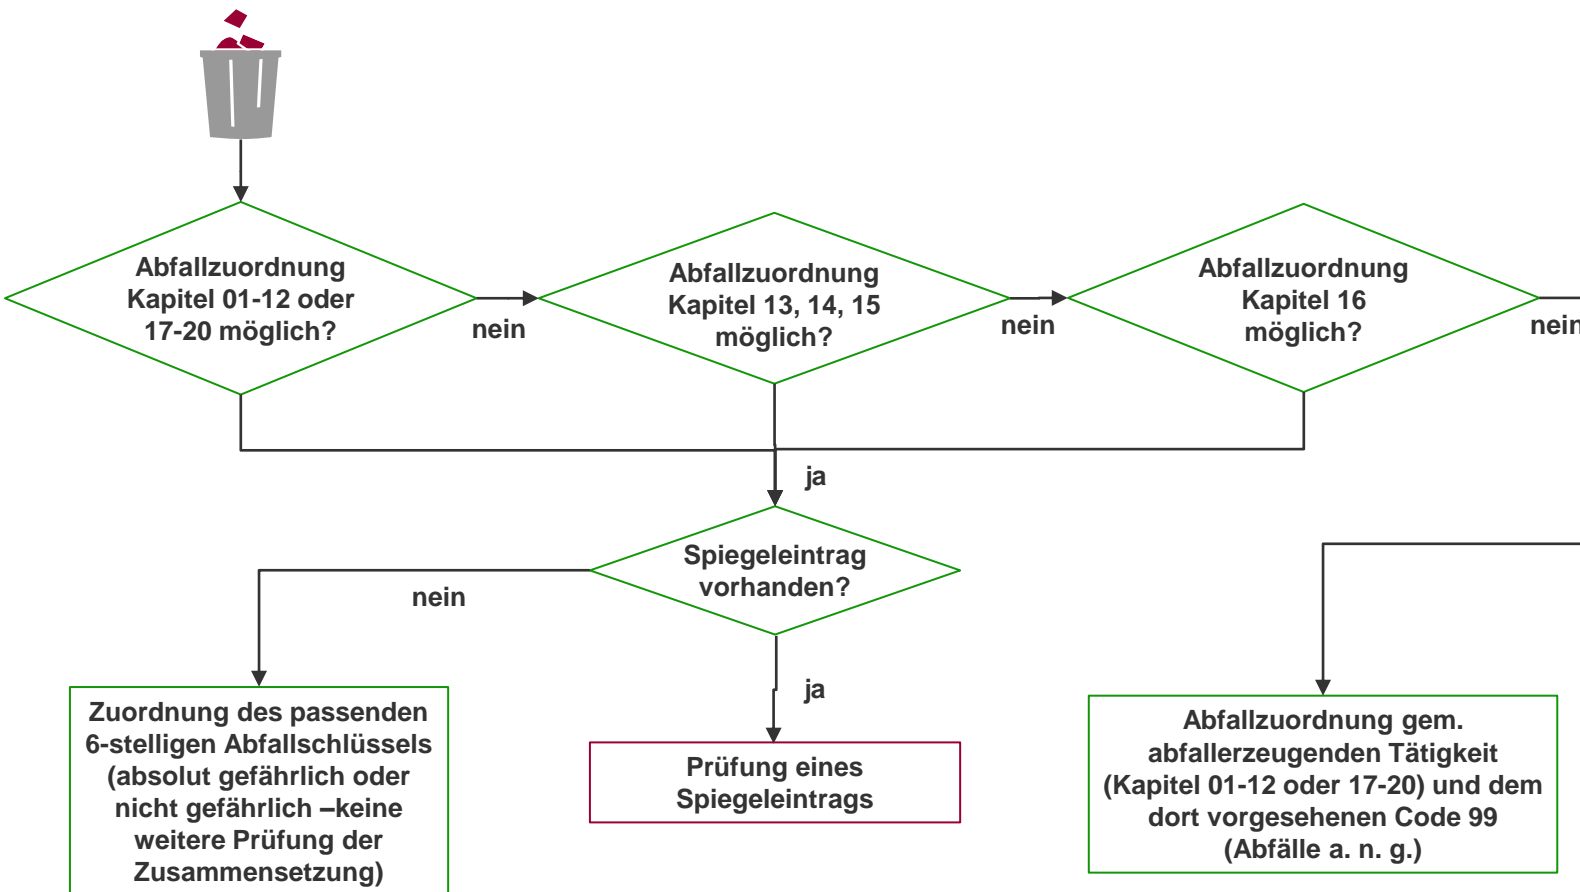 Abfallzuordnung
Kapitel 01-12 oder
17-20 möglich?
nein
Abfallzuordnung
Kapitel 13, 14, 15
möglich?
nein
Abfallzuordnung
Kapitel 16
möglich?
nein
ja
Spiegeleintrag
vorhanden?
nein
ja
Zuordnung des passenden
6-stelligen Abfallschlüssels
(absolut gefährlich oder
nicht gefährlich –keine
weitere Prüfung der
Zusammensetzung)
Prüfung eines
Spiegeleintrags
Abfallzuordnung gem.
abfallerzeugenden Tätigkeit
(Kapitel 01-12 oder 17-20) und dem
dort vorgesehenen Code 99
(Abfälle a. n. g.)